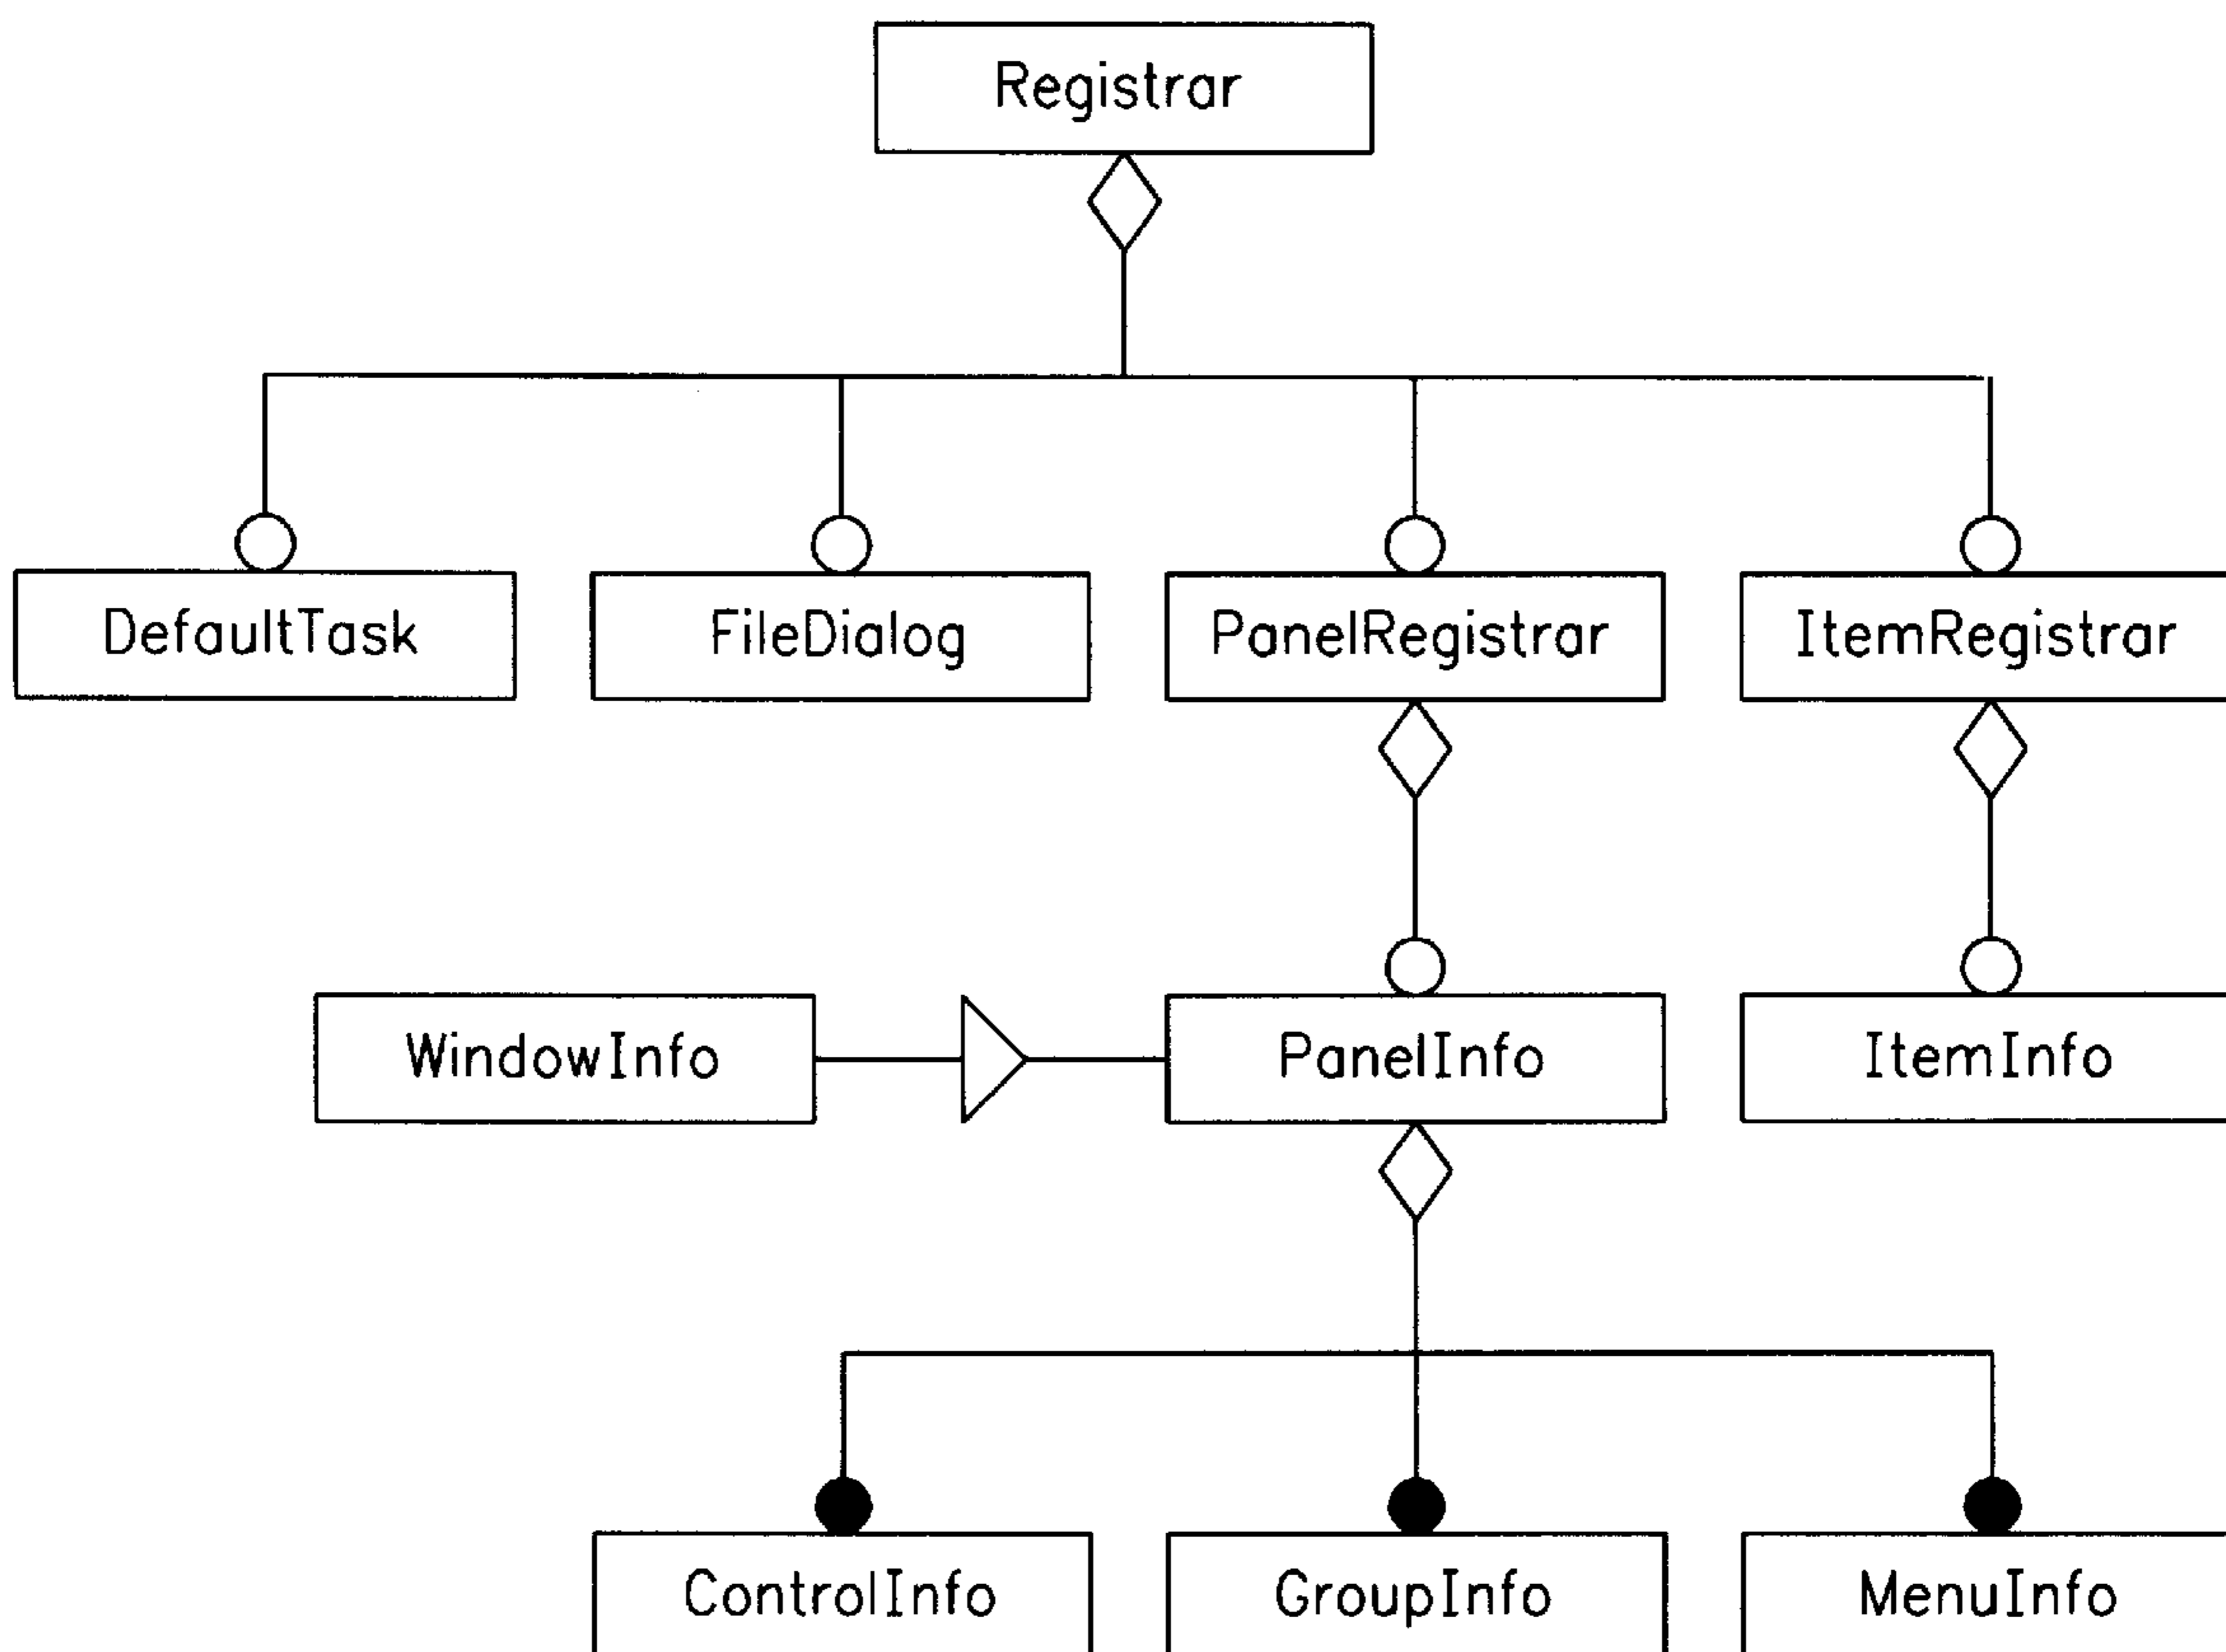 Registrar
DefaultTask
FileDialog
PanelRegistrar
ItemRegistrar
WindowInfo
PanelInfo
ItemInfo
ControlInfo
GroupInfo
MenuInfo